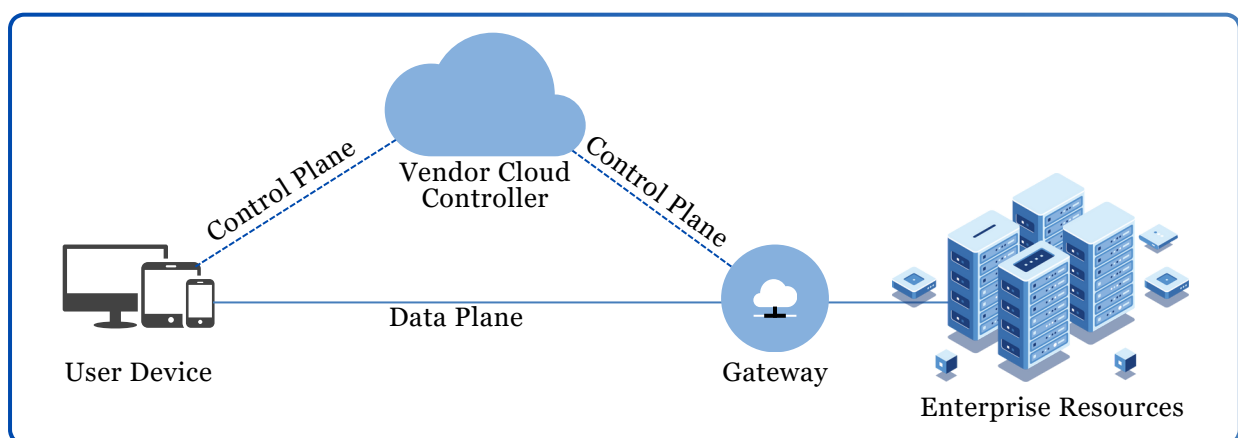 Control Plane
Vendor Cloud
Controller
Control Plane
Data Plane
User Device
Gateway
Enterprise Resources